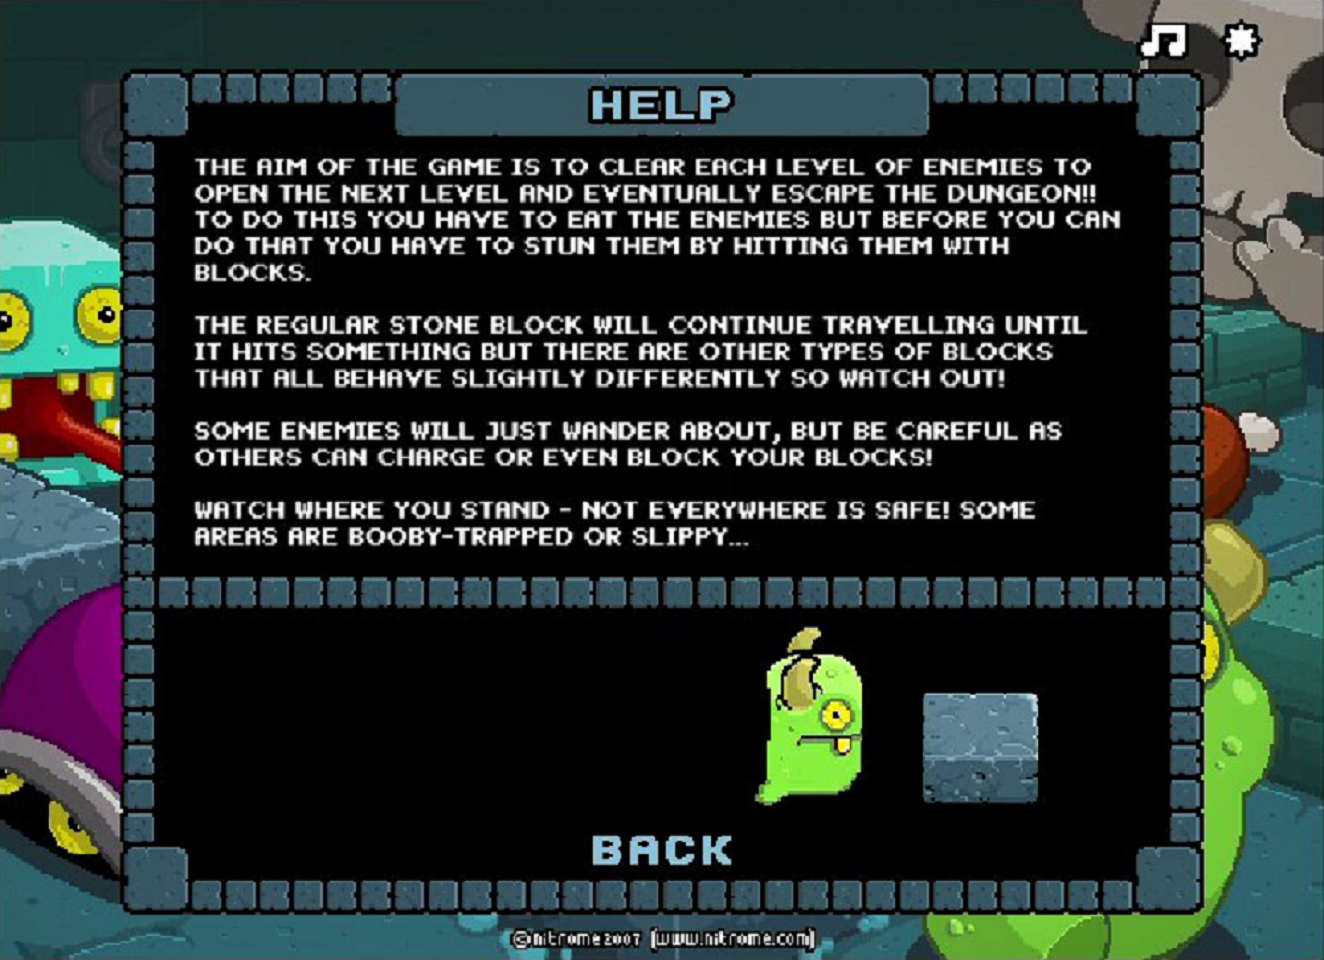 HELP
THE AIM OF THE GAME IS TO CLEAR EACH LEVEL OF ENEMIES TO
OPEN THE NEXT LEVEL AND EVENTUALLY ESCAPE THE DUNGEON!!
TO DO THIS YOU HAVE TO EAT THE ENEMIES BUT BEFORE YOU CAN
DO THAT YOU HAVE TO STUN THEM BY HITTING THEM WITH
BLOCKS.
THE REGULAR STONE BLOCK WILL CONTINUE TRAVELLING UNTIL
IT HITS SOMETHING BUT THERE ARE OTHER TYPES OF BLOCKS
THAT ALL BEHAVE SLIGHTLY DIFFERENTLY SO WATCH OUT!
SOME ENEMIES WILL JUST WANDER ABOUT, BUT BE CAREFUL AS
OTHERS CAN CHARGE OR EVEN BLOCK YOUR BLOCKS!
WATCH WHERE YOU STAND - NOT EVERYWHERE IS SAFE! SOME
AREAS ARE BOOBY-TRAPPED OR SLIPPY...
BACK
©nitrome2007 [www.nitrome.com]